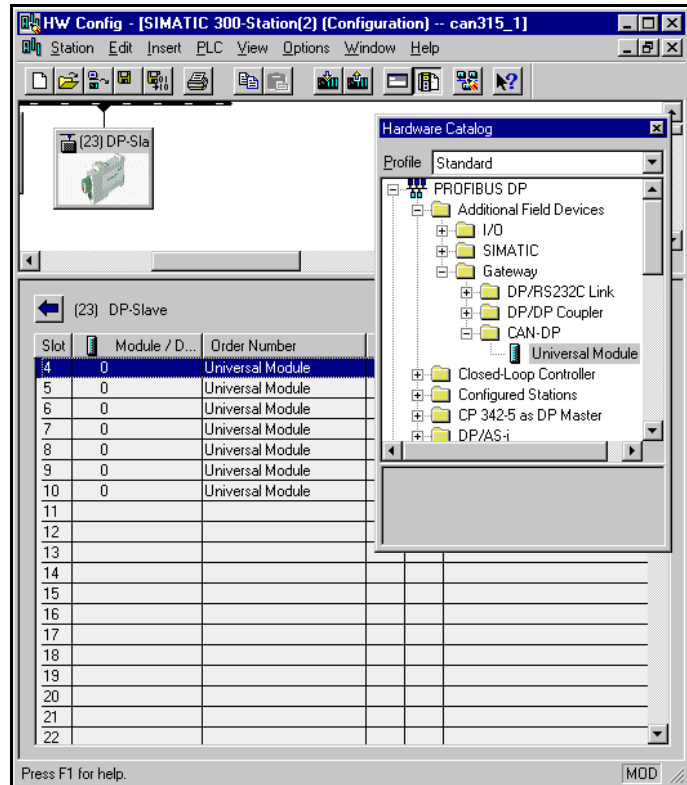 HW Config - [SIMATIC 300-Station(2) (Configuration) -- can315_1]
Station Edit Insert PLC View Options Window Help
(23) DP-Sla
Hardware Catalog
Profile Standard
PROFIBUS DP
Additional Field Devices
I/O
SIMATIC
Gateway
DP/RS232C Link
DP/DP Coupler
CAN-DP
Universal Module
Closed-Loop Controller
Configured Stations
CP 342-5 as DP Master
DP/AS-i
(23) DP-Slave
Slot Module / D... Order Number
4 0 Universal Module
5 0 Universal Module
6 0 Universal Module
7 0 Universal Module
8 0 Universal Module
9 0 Universal Module
10 0 Universal Module
11
12
13
14
15
16
17
18
19
20
21
22
Press F1 for help. MOD